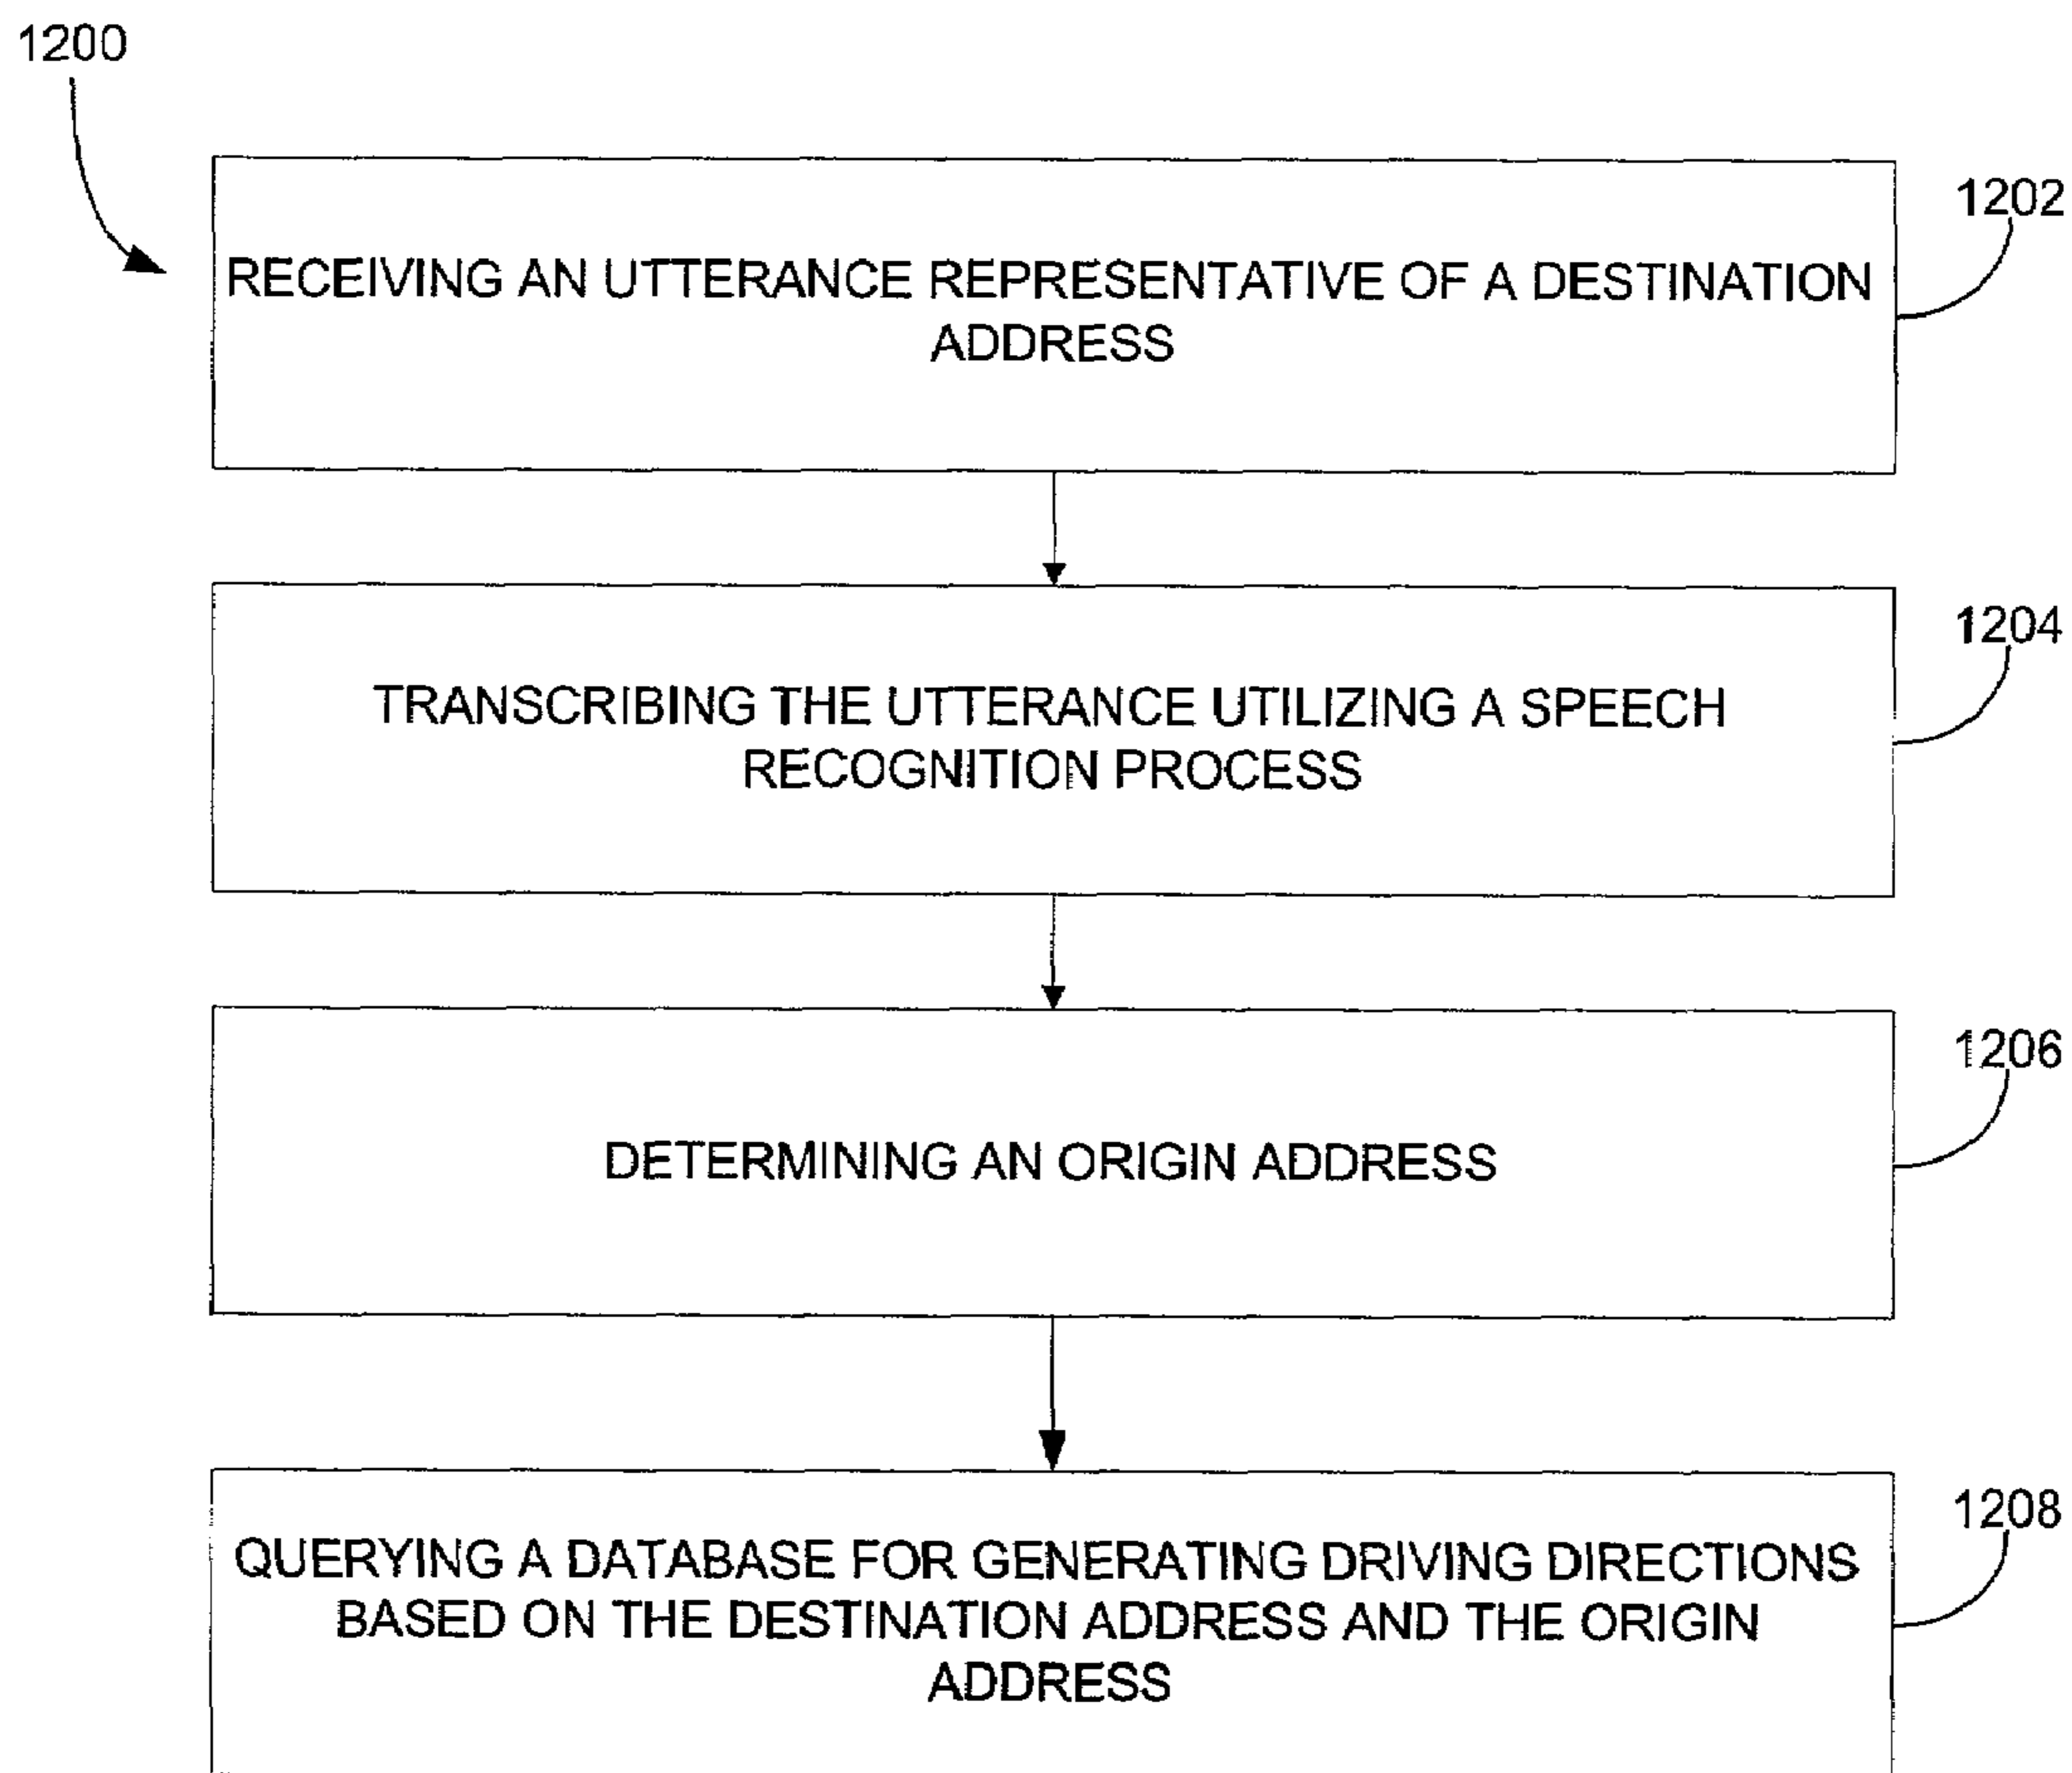 1200
1202
RECEIVING AN UTTERANCE REPRESENTATIVE OF A DESTINATION
ADDRESS
1204
TRANSCRIBING THE UTTERANCE UTILIZING A SPEECH
RECOGNITION PROCESS
1206
DETERMINING AN ORIGIN ADDRESS
1208
QUERYING A DATABASE FOR GENERATING DRIVING DIRECTIONS
BASED ON THE DESTINATION ADDRESS AND THE ORIGIN
ADDRESS